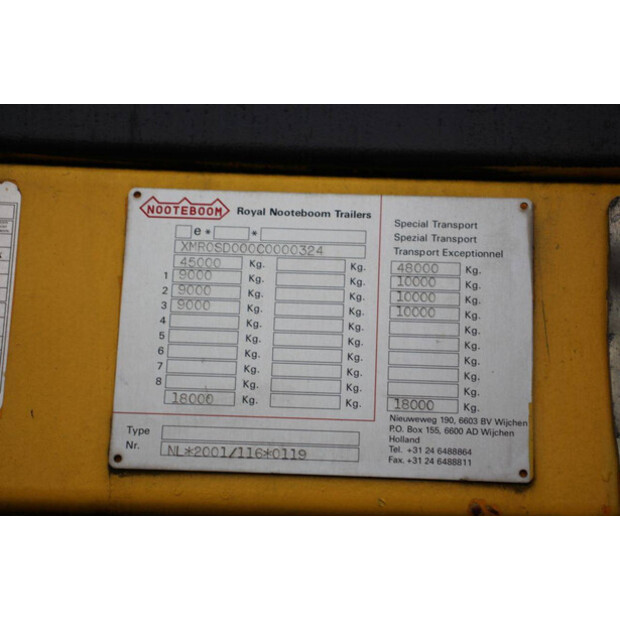 NOOTEBOOM Royal Nooteboom Trailers
e* *
XMROSD000C0000324
45000 Kg. Kg.
1 9000 Kg. Kg.
2 9000 Kg. Kg.
3 9000 Kg. Kg.
4 Kg. Kg.
5 Kg. Kg.
6 Kg. Kg.
7 Kg. Kg.
8 Kg. Kg.
18000 Kg. Kg.
Type
Nr. NL*2001/116*0119
Special Transport
Spezial Transport
Transport Exceptionnel
48000 Kg.
10000 Kg.
10000 Kg.
10000 Kg.
Kg.
Kg.
Kg.
Kg.
Kg.
18000 Kg.
Nieuweweg 190, 6603 BV Wijchen
P.O. Box 155, 6600 AD Wijchen
Holland
Tel. +31 24 6488864
Fax. +31 24 6488811